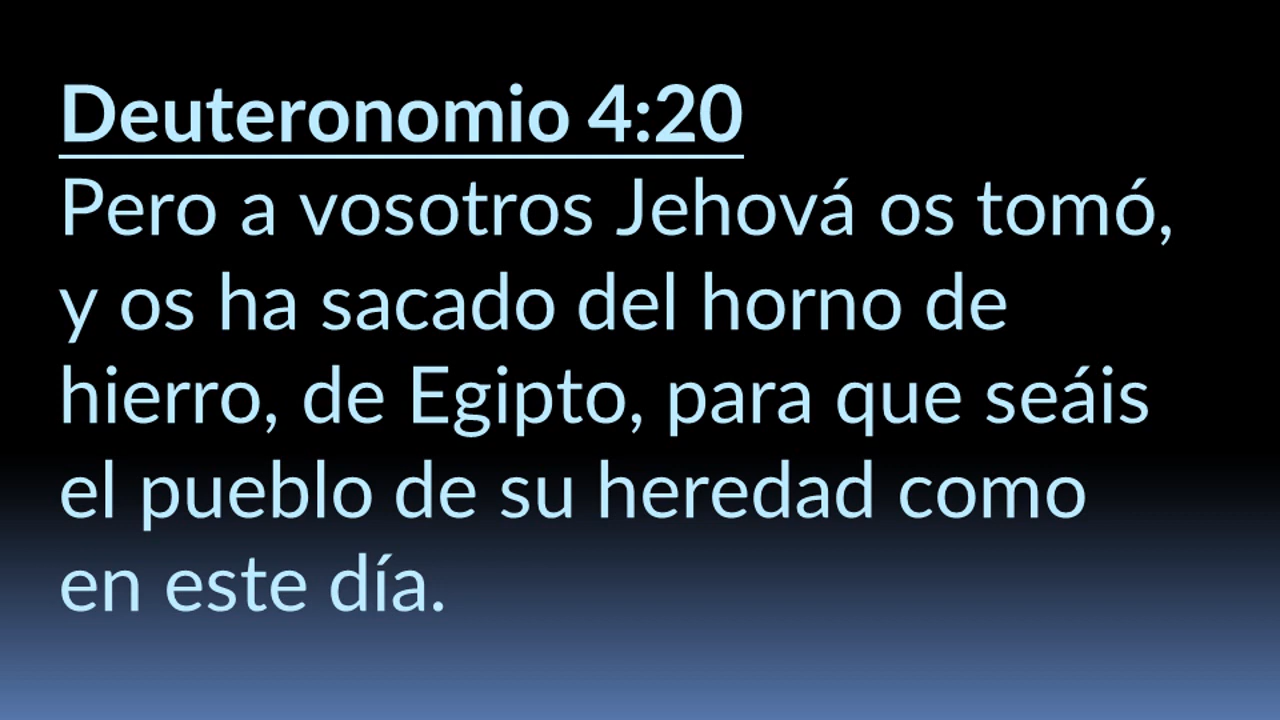 Deuteronomio 4:20
Pero a vosotros Jehová os tomó,
y os ha sacado del horno de
hierro, de Egipto, para que seáis
el pueblo de su heredad como
en este día.